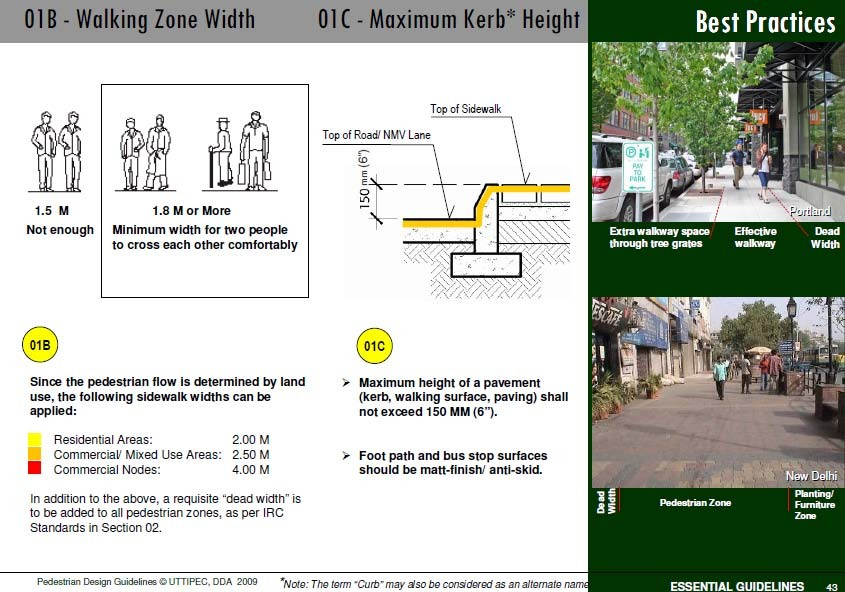 01B - Walking Zone Width
01C - Maximum Kerb* Height
Best Practices
1.5 M
Not enough
1.8 M or More
Minimum width for two people
to cross each other comfortably
Top of Sidewalk
Top of Road/ NMV Lane
150 mm (6")
PAY
TO
PARK
Portland
Extra walkway space
through tree grates
Effective
walkway
Dead
Width
01B
Since the pedestrian flow is determined by land
use, the following sidewalk widths can be
applied:
Residential Areas: 2.00 M
Commercial/ Mixed Use Areas: 2.50 M
Commercial Nodes: 4.00 M
In addition to the above, a requisite “dead width” is
to be added to all pedestrian zones, as per IRC
Standards in Section 02.
01C
Maximum height of a pavement
(kerb, walking surface, paving) shall
not exceed 150 MM (6”).
Foot path and bus stop surfaces
should be matt-finish/ anti-skid.
NESCAFE
New Delhi
Dead
Width
Pedestrian Zone
Planting/
Furniture
Zone
Pedestrian Design Guidelines © UTTIPEC, DDA 2009
*Note: The term “Curb” may also be considered as an alternate name
ESSENTIAL GUIDELINES 43